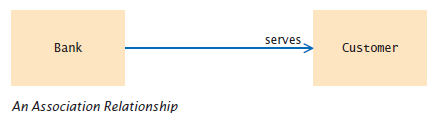 Bank
serves
Customer
An Association Relationship